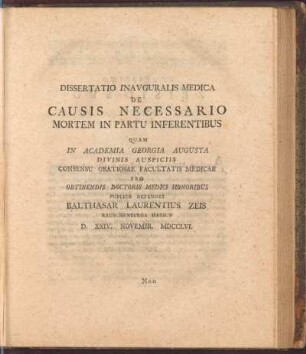 DISSERTATIO INAVGURALIS MEDICA
DE
CAUSIS NECESSARIO
MORTEM IN PARTU INFERENTIBUS
QUAM
IN ACADEMIA GEORGIA AUGUSTA
DIVINIS AUSPICIIS
CONSENSU GRATIOSAE FACULTATIS MEDICAE
PRO
OBTINENDIS DOCTORIS MEDICI HONORIBUS
PUBLICE DEFENDET
BALTHASAR LAURENTIUS ZEIS
D. XXIV. NOVEMBR. MDCCLVI.
Nnn